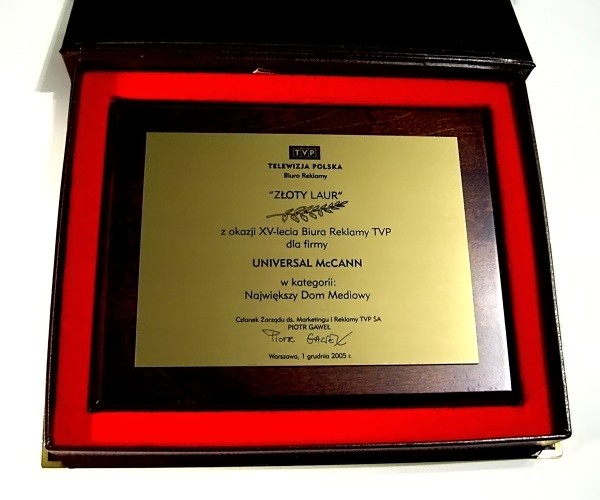 TVP
TELEWIZJA POLSKA
Biuro Reklamy
"ZŁOTY LAUR"
z okazji XV-lecia Biura Reklamy TVP
dla firmy
UNIVERSAL McCANN
w kategorii:
Największy Dom Mediowy
Członek Zarządu ds. Marketingu i Reklamy TVP SA
PIOTR GAWEŁ
PIOTR GAWEŁ
Warszawa, 1 grudnia 2005 r.